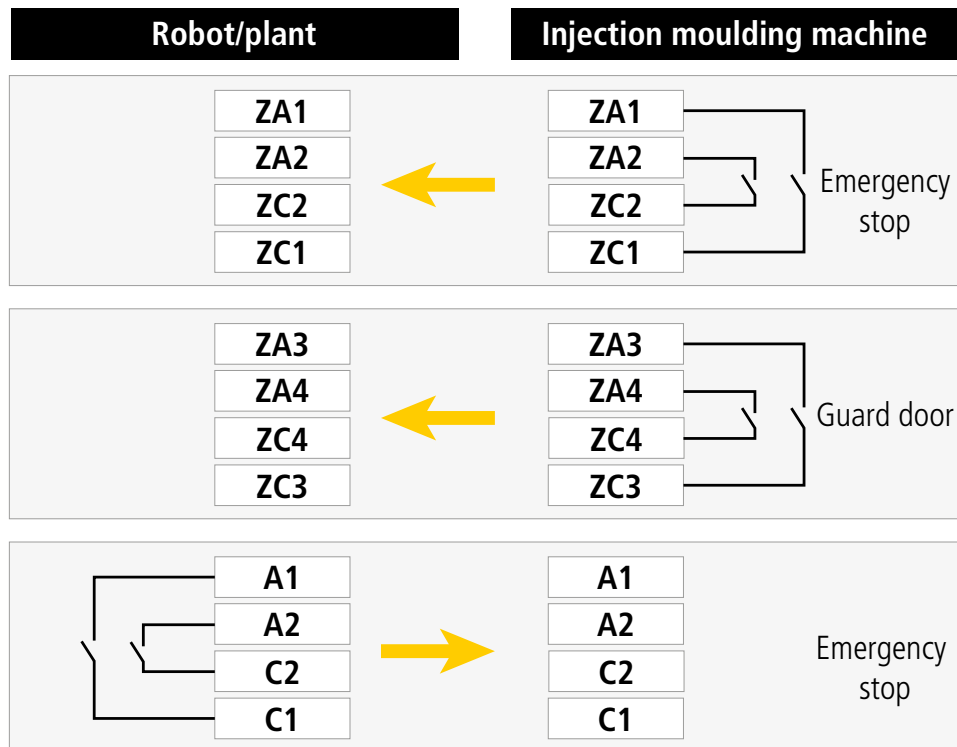 Robot/plant
Injection moulding machine
ZA1
ZA1
ZA2
ZA2
ZC2
ZC2
ZC1
ZC1
Emergency
stop
ZA3
ZA3
ZA4
ZA4
ZC4
ZC4
ZC3
ZC3
Guard door
A1
A1
A2
A2
C2
C2
C1
C1
Emergency
stop